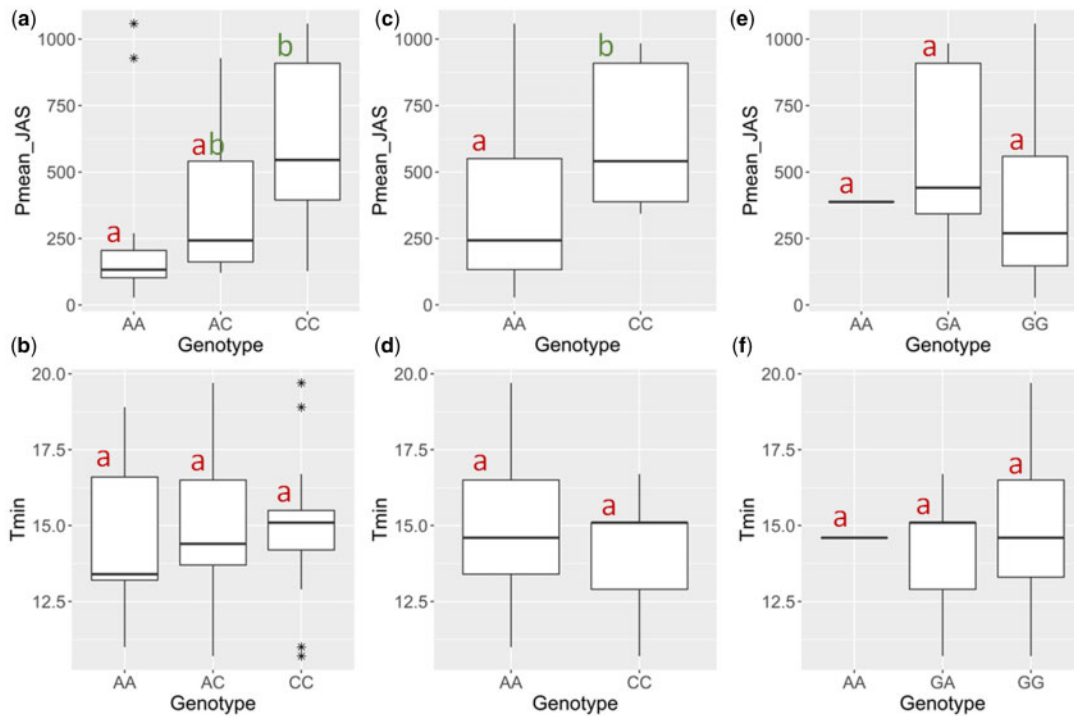 (a)
1000
750
500
250
0
Pmean_JAS
a
ab
b
AA AC CC
Genotype
(c)
1000
750
500
250
0
Pmean_JAS
a
b
AA CC
Genotype
(e)
1000
750
500
250
0
Pmean_JAS
a
a
a
AA GA GG
Genotype
(b)
20.0
17.5
15.0
12.5
Tmin
a
a
a
AA AC CC
Genotype
(d)
20.0
17.5
15.0
12.5
Tmin
a
a
AA CC
Genotype
(f)
20.0
17.5
15.0
12.5
Tmin
a
a
a
AA GA GG
Genotype